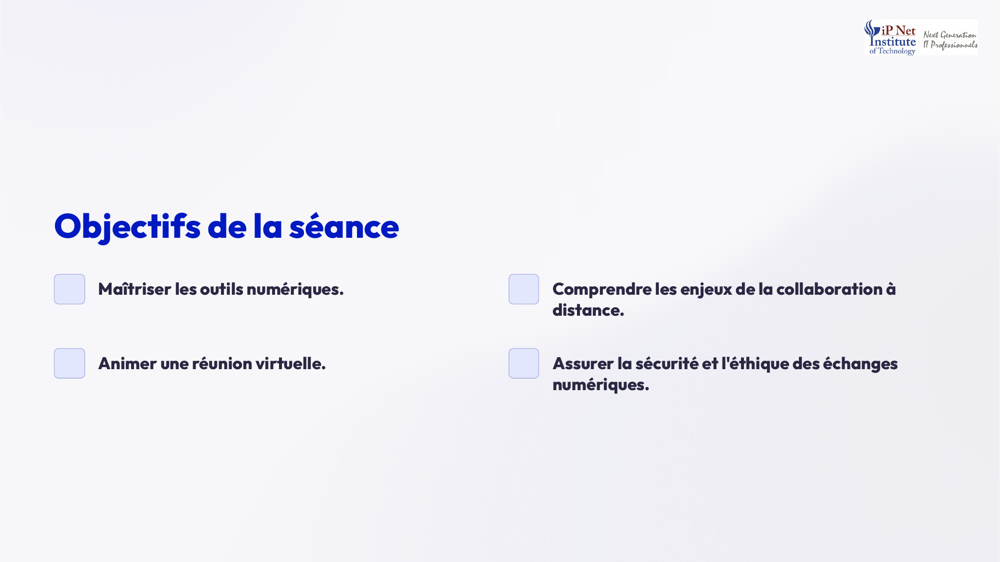 iP Net
Institute
of Technology
Next Generation
IT Professionnels
Objectifs de la séance
Maîtriser les outils numériques.
Comprendre les enjeux de la collaboration à
distance.
Animer une réunion virtuelle.
Assurer la sécurité et l'éthique des échanges
numériques.